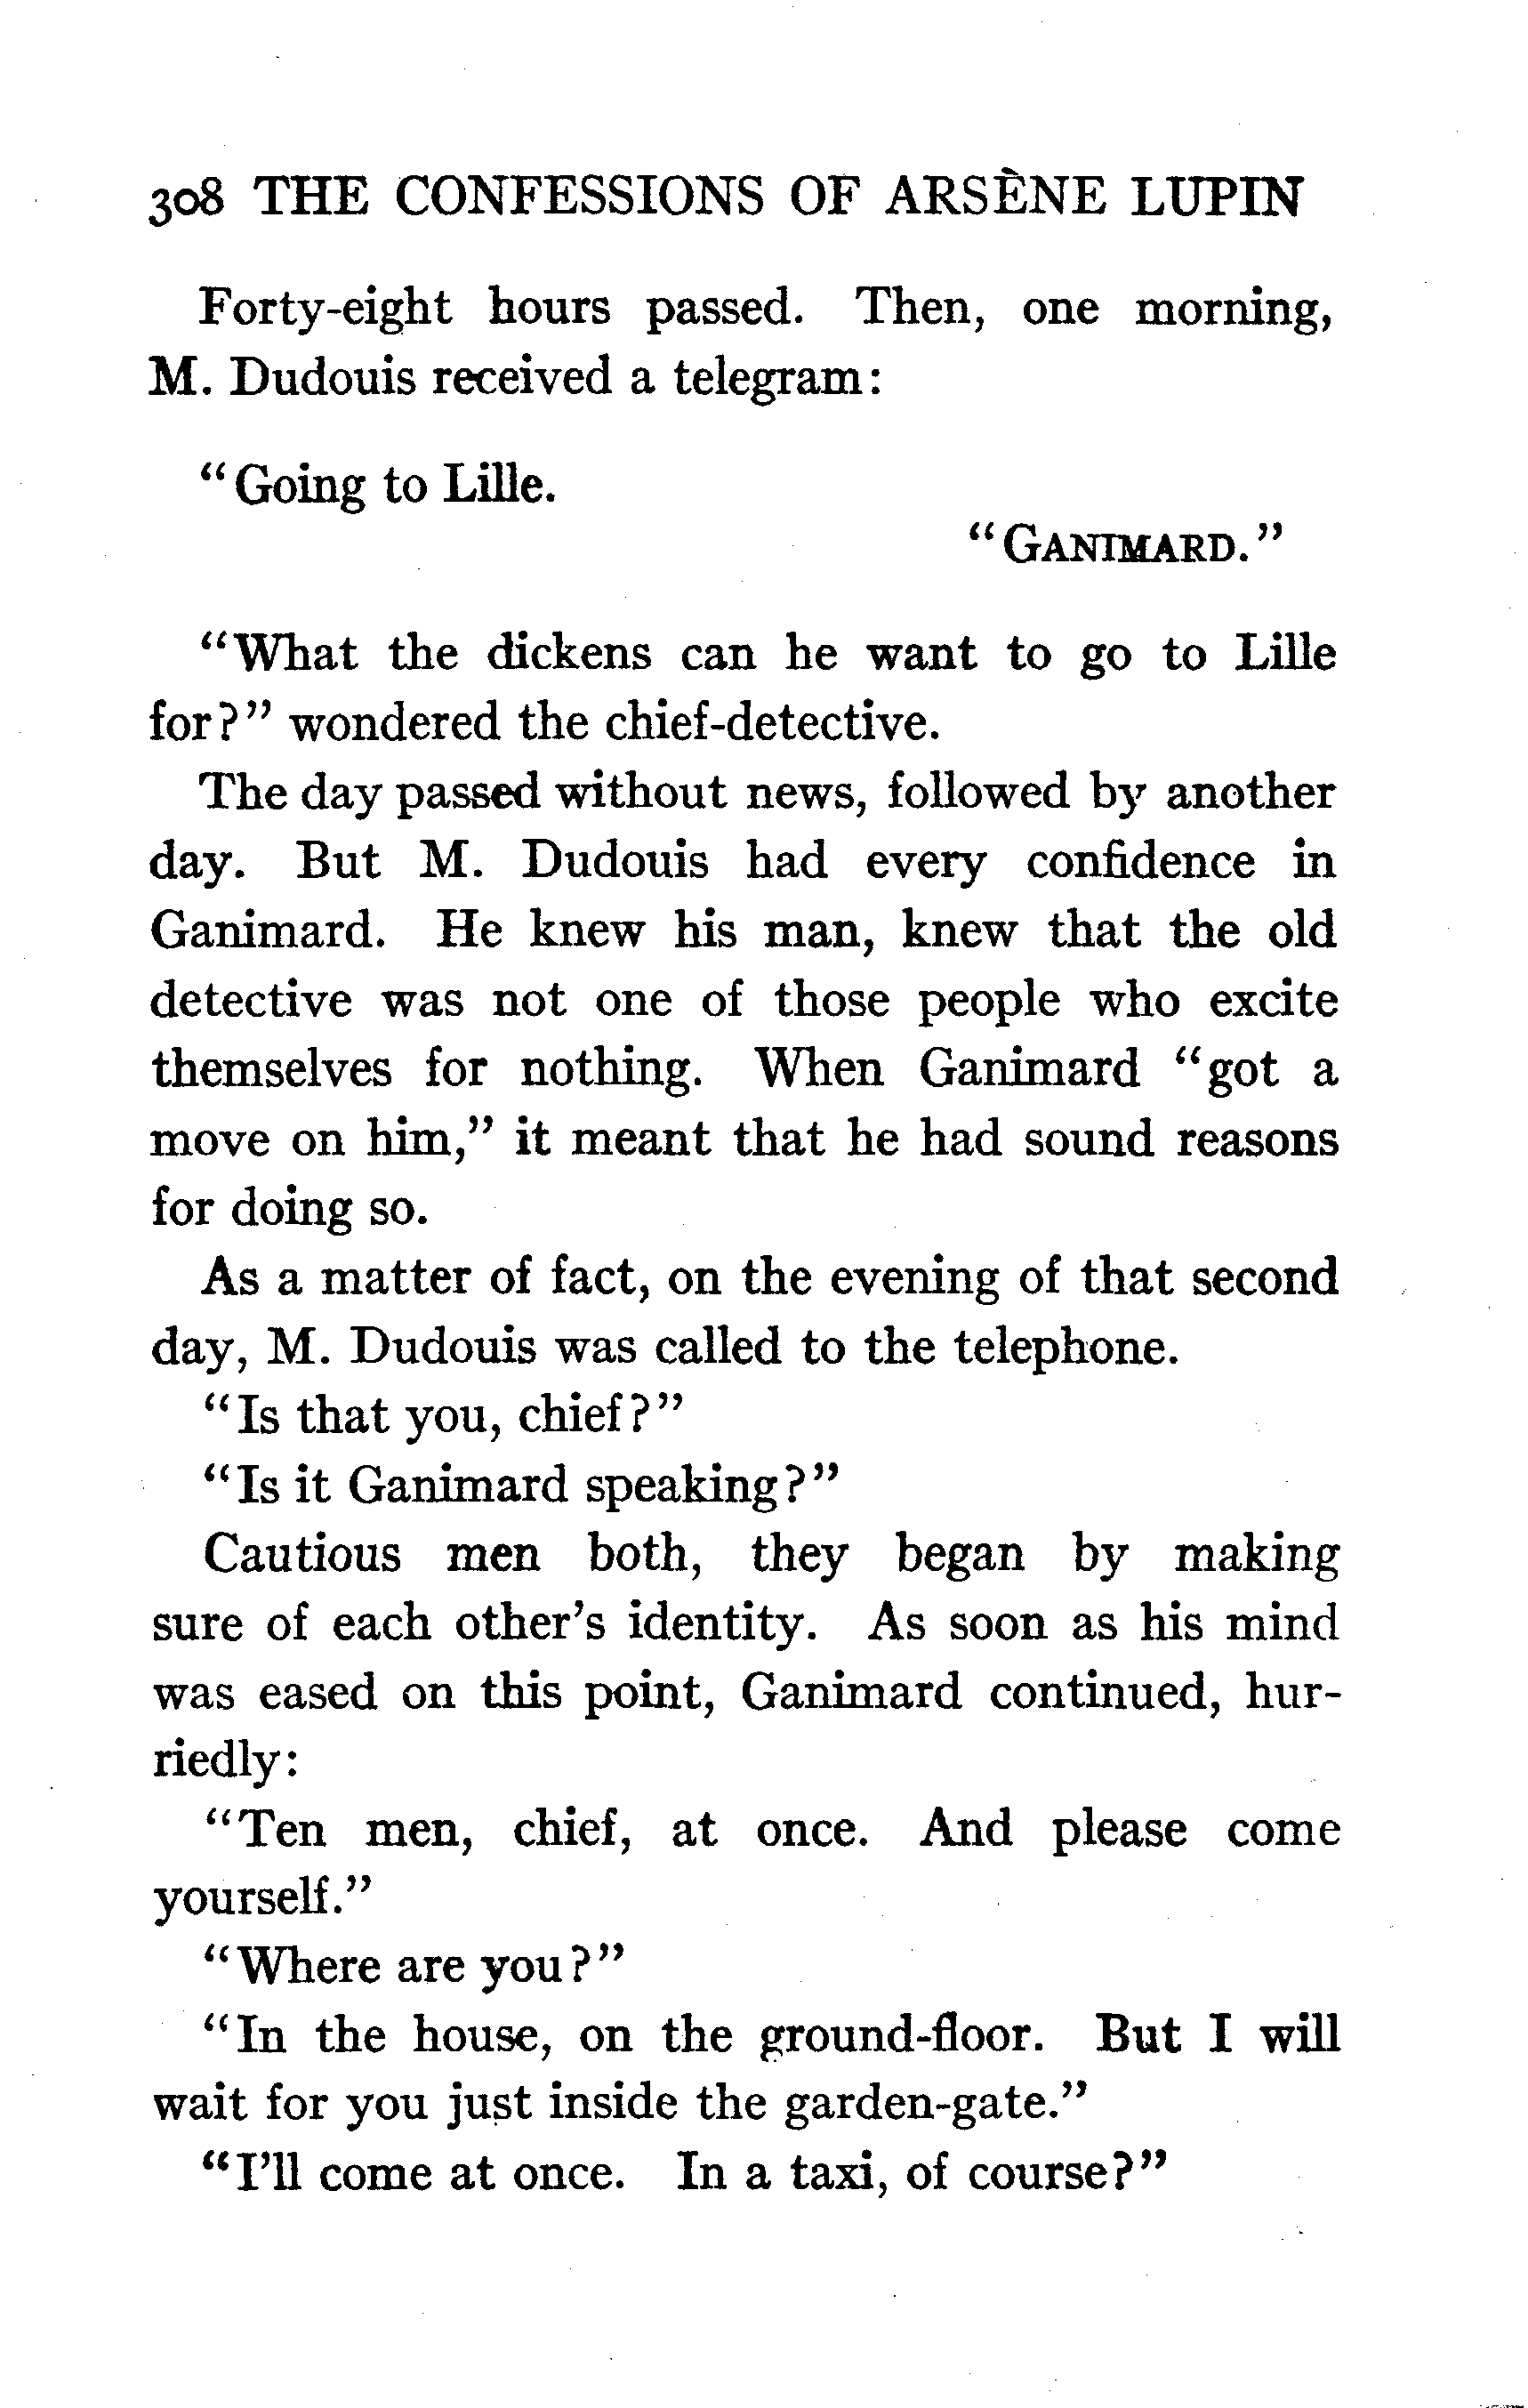 308 THE CONFESSIONS OF ARSÈNE LUPIN
Forty-eight hours passed. Then, one morning,
M. Dudouis received a telegram:
"Going to Lille.
"GANIMARD."
"What the dickens can he want to go to Lille
for?" wondered the chief-detective.
The day passed without news, followed by another
day. But M. Dudouis had every confidence in
Ganimard. He knew his man, knew that the old
detective was not one of those people who excite
themselves for nothing. When Ganimard "got a
move on him," it meant that he had sound reasons
for doing so.
As a matter of fact, on the evening of that second
day, M. Dudouis was called to the telephone.
"Is that you, chief?"
"Is it Ganimard speaking?"
Cautious men both, they began by making
sure of each other's identity. As soon as his mind
was eased on this point, Ganimard continued, hur-
riedly:
"Ten men, chief, at once. And please come
yourself."
"Where are you?"
"In the house, on the ground-floor. But I will
wait for you just inside the garden-gate."
"I'll come at once. In a taxi, of course?"